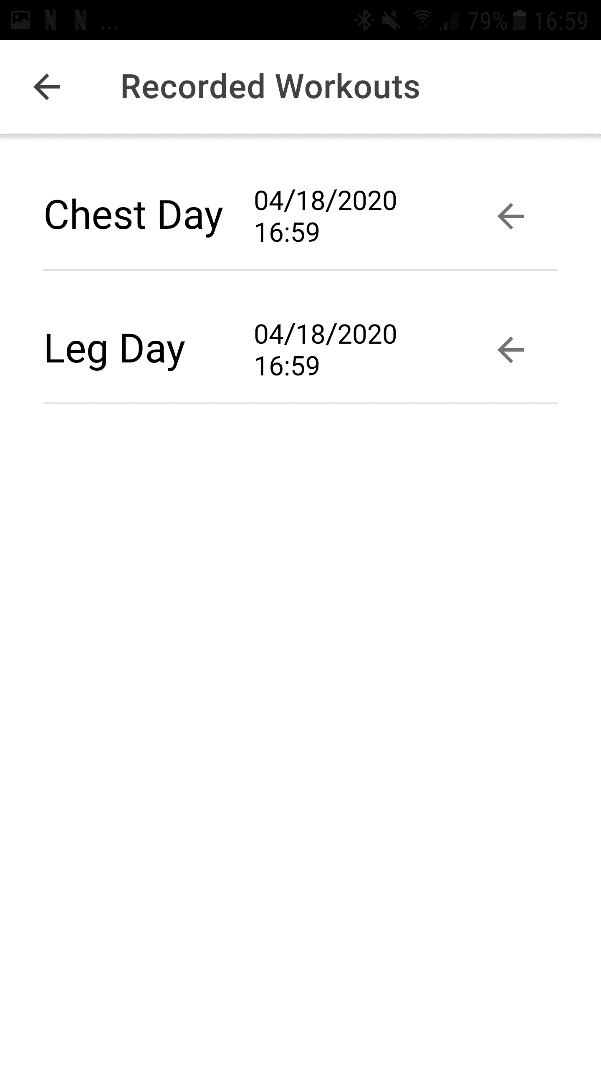 N N ... 79% 16:59
Recorded Workouts
Chest Day
04/18/2020
16:59
Leg Day
04/18/2020
16:59